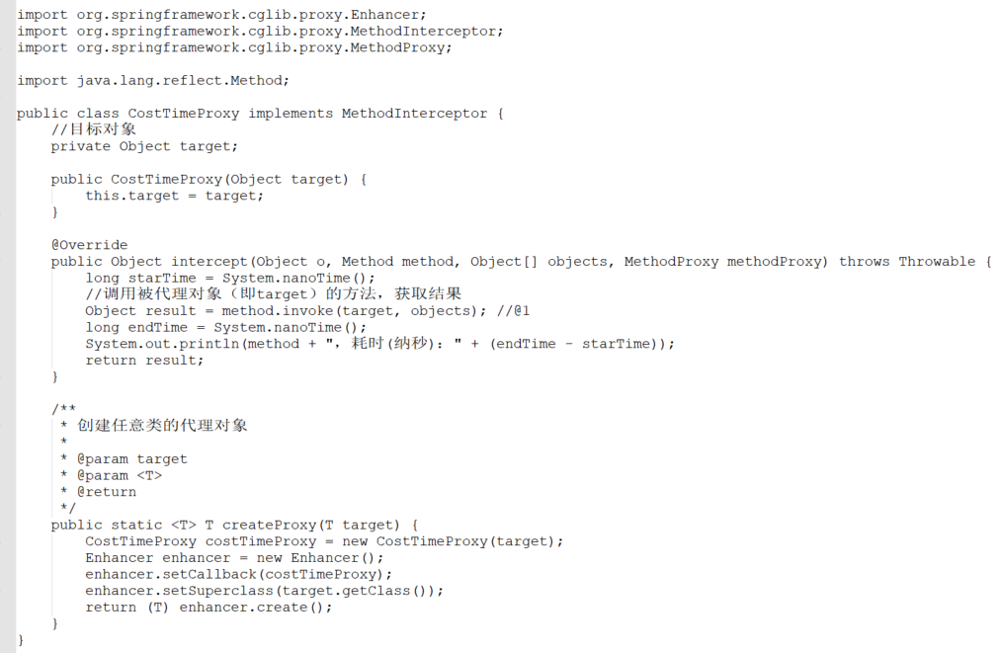 import org.springframework.cglib.proxy.Enhancer;
import org.springframework.cglib.proxy.MethodInterceptor;
import org.springframework.cglib.proxy.MethodProxy;

import java.lang.reflect.Method;

public class CostTimeProxy implements MethodInterceptor {
    //目标对象
    private Object target;

    public CostTimeProxy(Object target) {
        this.target = target;
    }

    @Override
    public Object intercept(Object o, Method method, Object[] objects, MethodProxy methodProxy) throws Throwable {
        long starTime = System.nanoTime();
        //调用被代理对象（即target）的方法，获取结果
        Object result = method.invoke(target, objects); //@1
        long endTime = System.nanoTime();
        System.out.println(method + "，耗时(纳秒)：" + (endTime - starTime));
        return result;
    }

    /**
     * 创建任意类的代理对象
     *
     * @param target
     * @param <T>
     * @return
     */
    public static <T> T createProxy(T target) {
        CostTimeProxy costTimeProxy = new CostTimeProxy(target);
        Enhancer enhancer = new Enhancer();
        enhancer.setCallback(costTimeProxy);
        enhancer.setSuperclass(target.getClass());
        return (T) enhancer.create();
    }
}